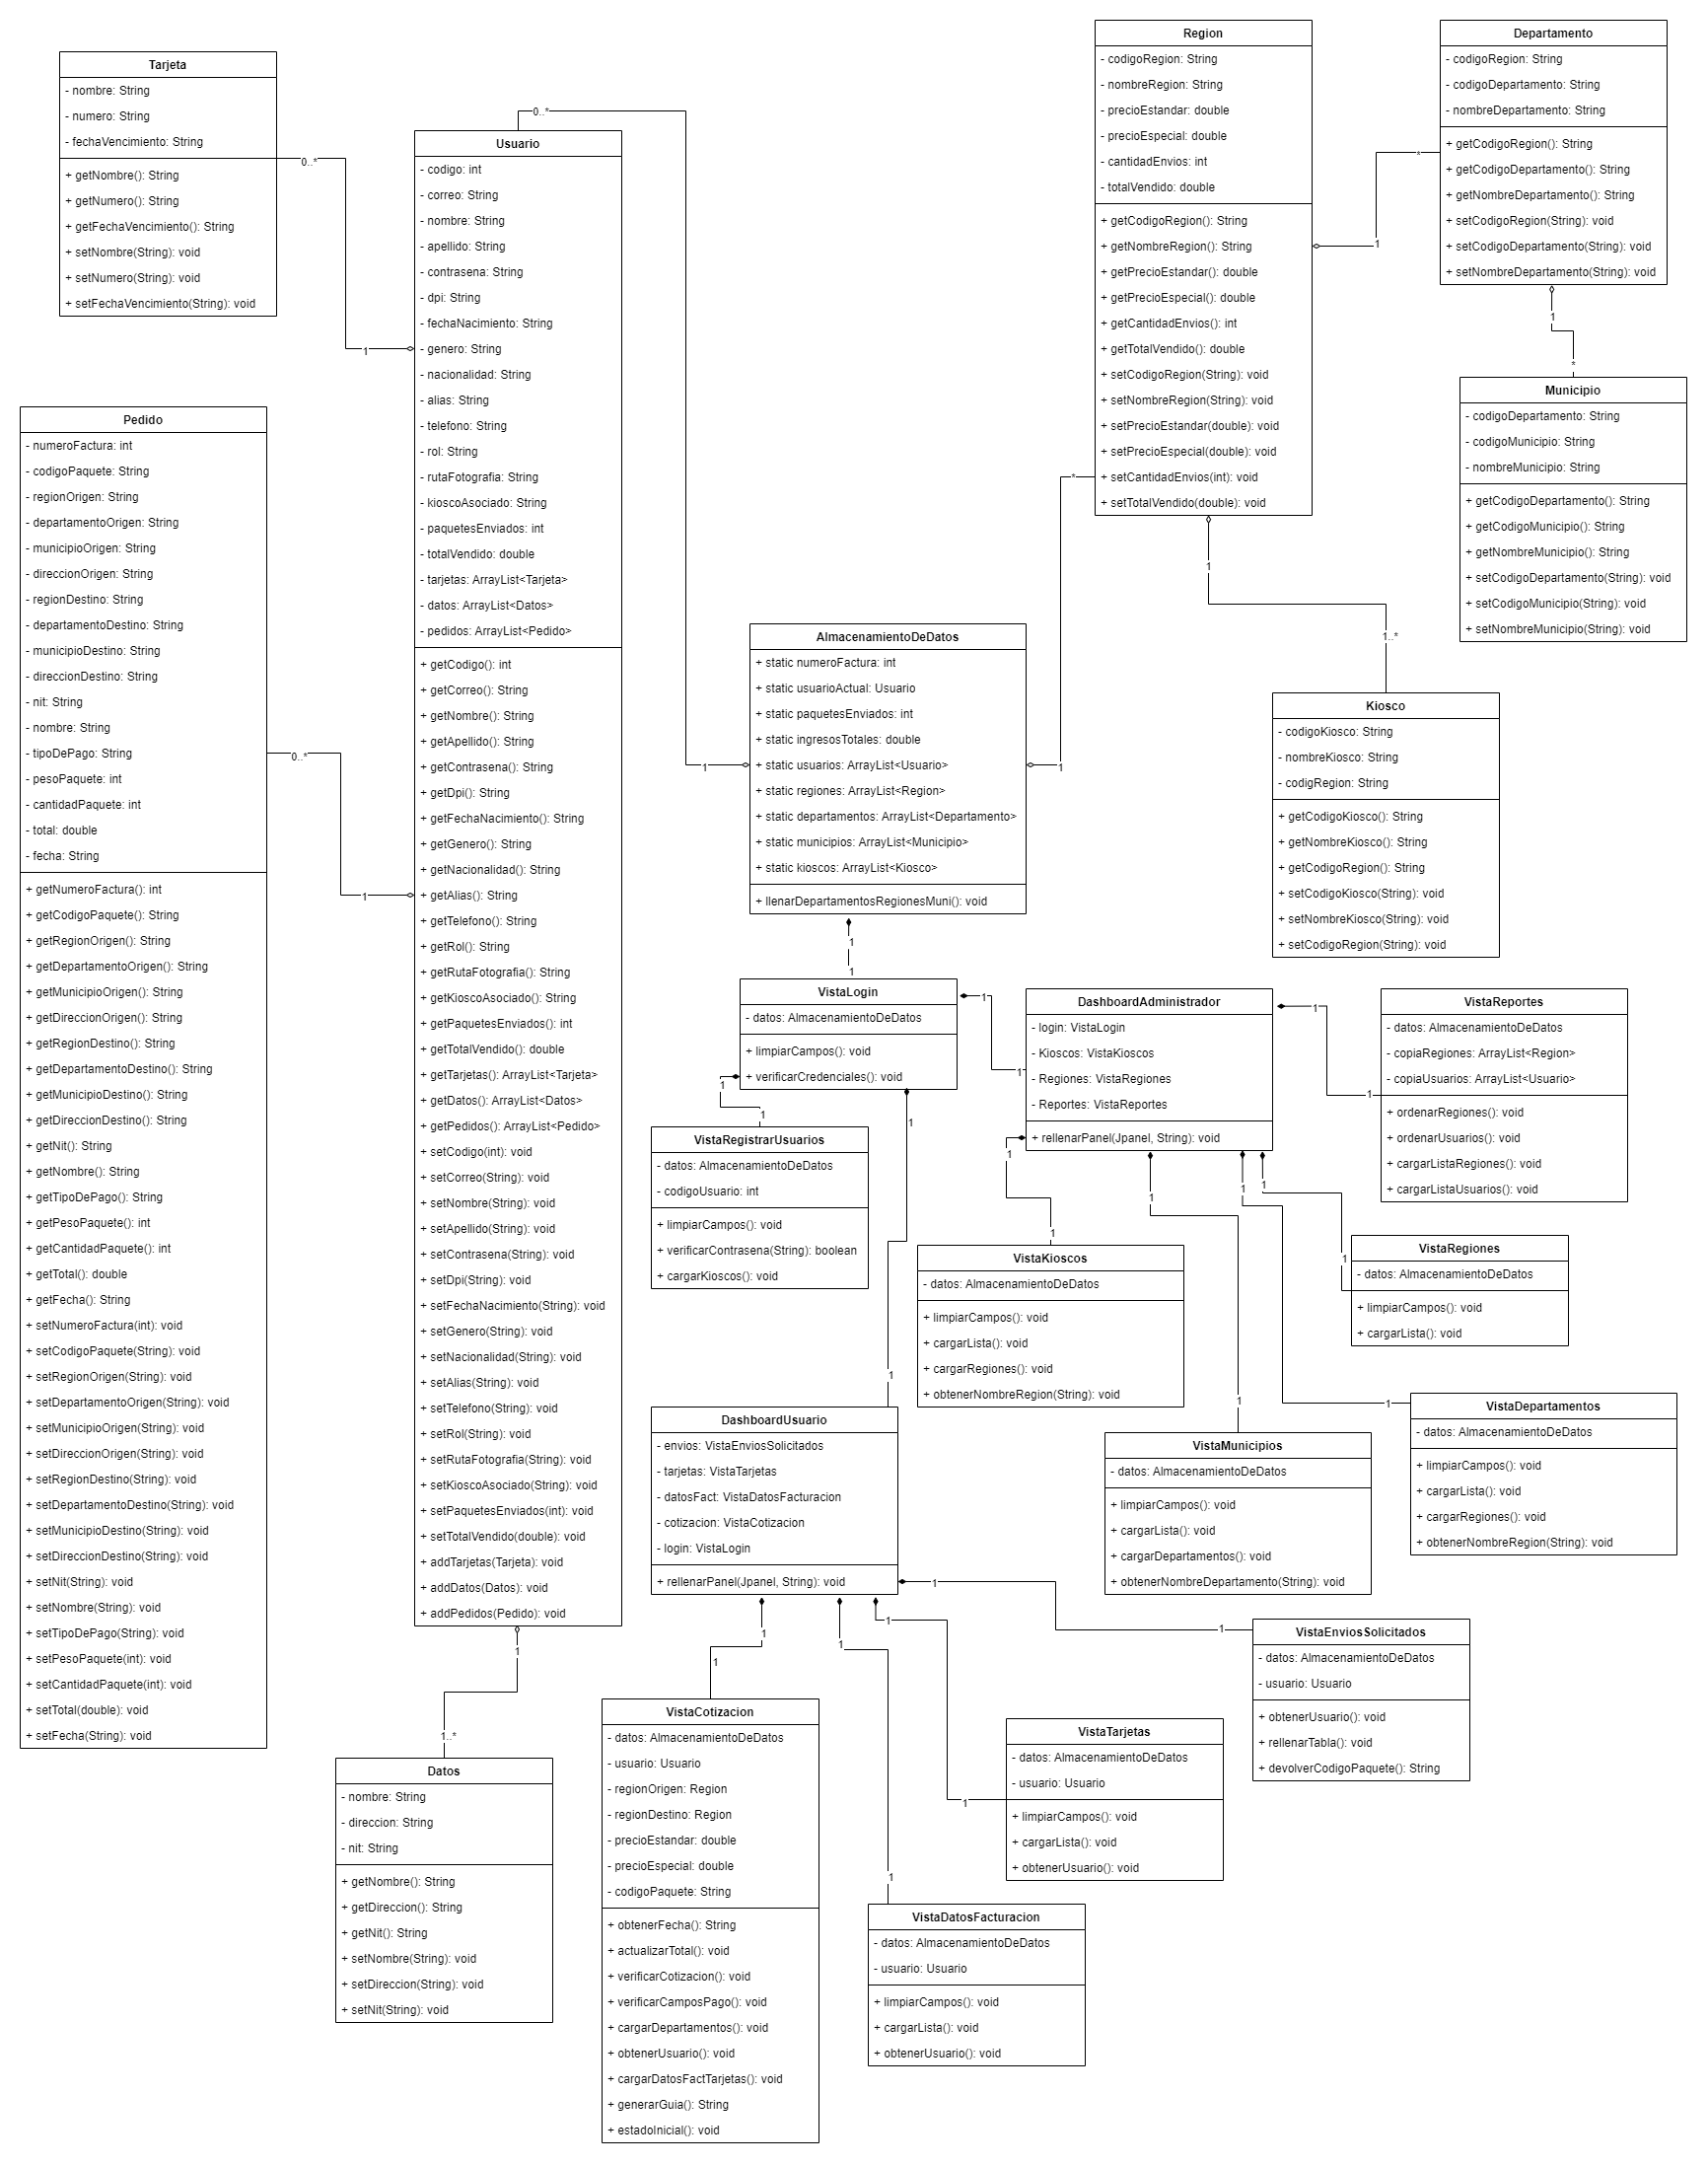 Tarjeta
- nombre: String
- numero: String
- fechaVencimiento: String
+ getNombre(): String
+ getNumero(): String
+ getFechaVencimiento(): String
+ setNombre(String): void
+ setNumero(String): void
+ setFechaVencimiento(String): void
0..*
1
Pedido
- numeroFactura: int
- codigoPaquete: String
- regionOrigen: String
- departamentoOrigen: String
- municipioOrigen: String
- direccionOrigen: String
- regionDestino: String
- departamentoDestino: String
- municipioDestino: String
- direccionDestino: String
- nit: String
- nombre: String
- tipoDePago: String
- pesoPaquete: int
- cantidadPaquete: int
- total: double
- fecha: String
+ getNumeroFactura(): int
+ getCodigoPaquete(): String
+ getRegionOrigen(): String
+ getDepartamentoOrigen(): String
+ getMunicipioOrigen(): String
+ getDireccionOrigen(): String
+ getRegionDestino(): String
+ getDepartamentoDestino(): String
+ getMunicipioDestino(): String
+ getDireccionDestino(): String
+ getNit(): String
+ getNombre(): String
+ getTipoDePago(): String
+ getPesoPaquete(): int
+ getCantidadPaquete(): int
+ getTotal(): double
+ getFecha(): String
+ setNumeroFactura(int): void
+ setCodigoPaquete(String): void
+ setRegionOrigen(String): void
+ setDepartamentoOrigen(String): void
+ setMunicipioOrigen(String): void
+ setDireccionOrigen(String): void
+ setRegionDestino(String): void
+ setDepartamentoDestino(String): void
+ setMunicipioDestino(String): void
+ setDireccionDestino(String): void
+ setNit(String): void
+ setNombre(String): void
+ setTipoDePago(String): void
+ setPesoPaquete(int): void
+ setCantidadPaquete(int): void
+ setTotal(double): void
+ setFecha(String): void
0..*
1
Usuario
- codigo: int
- correo: String
- nombre: String
- apellido: String
- contrasena: String
- dpi: String
- fechaNacimiento: String
- genero: String
- nacionalidad: String
- alias: String
- telefono: String
- rol: String
- rutaFotografia: String
- kioscoAsociado: String
- paquetesEnviados: int
- totalVendido: double
- tarjetas: ArrayList<Tarjeta>
- datos: ArrayList<Datos>
- pedidos: ArrayList<Pedido>
+ getCodigo(): int
+ getCorreo(): String
+ getNombre(): String
+ getApellido(): String
+ getContrasena(): String
+ getDpi(): String
+ getFechaNacimiento(): String
+ getGenero(): String
+ getNacionalidad(): String
+ getAlias(): String
+ getTelefono(): String
+ getRol(): String
+ getRutaFotografia(): String
+ getKioscoAsociado(): String
+ getPaquetesEnviados(): int
+ getTotalVendido(): double
+ getTarjetas(): ArrayList<Tarjeta>
+ getDatos(): ArrayList<Datos>
+ getPedidos(): ArrayList<Pedido>
+ setCodigo(int): void
+ setCorreo(String): void
+ setNombre(String): void
+ setApellido(String): void
+ setContrasena(String): void
+ setDpi(String): void
+ setFechaNacimiento(String): void
+ setGenero(String): void
+ setNacionalidad(String): void
+ setAlias(String): void
+ setTelefono(String): void
+ setRol(String): void
+ setRutaFotografia(String): void
+ setKioscoAsociado(String): void
+ setPaquetesEnviados(int): void
+ setTotalVendido(double): void
+ addTarjetas(Tarjeta): void
+ addDatos(Datos): void
+ addPedidos(Pedido): void
0..*
1
1
1..*
Datos
- nombre: String
- direccion: String
- nit: String
+ getNombre(): String
+ getDireccion(): String
+ getNit(): String
+ setNombre(String): void
+ setDireccion(String): void
+ setNit(String): void
AlmacenamientoDeDatos
+ static numeroFactura: int
+ static usuarioActual: Usuario
+ static paquetesEnviados: int
+ static ingresosTotales: double
+ static usuarios: ArrayList<Usuario>
+ static regiones: ArrayList<Region>
+ static departamentos: ArrayList<Departamento>
+ static municipios: ArrayList<Municipio>
+ static kioscos: ArrayList<Kiosco>
+ llenarDepartamentosRegionesMuni(): void
*
1
1
1
Region
- codigoRegion: String
- nombreRegion: String
- precioEstandar: double
- precioEspecial: double
- cantidadEnvios: int
- totalVendido: double
+ getCodigoRegion(): String
+ getNombreRegion(): String
+ getPrecioEstandar(): double
+ getPrecioEspecial(): double
+ getCantidadEnvios(): int
+ getTotalVendido(): double
+ setCodigoRegion(String): void
+ setNombreRegion(String): void
+ setPrecioEstandar(double): void
+ setPrecioEspecial(double): void
+ setCantidadEnvios(int): void
+ setTotalVendido(double): void
*
1
1
1..*
Departamento
- codigoRegion: String
- codigoDepartamento: String
- nombreDepartamento: String
+ getCodigoRegion(): String
+ getCodigoDepartamento(): String
+ getNombreDepartamento(): String
+ setCodigoRegion(String): void
+ setCodigoDepartamento(String): void
+ setNombreDepartamento(String): void
1
*
Municipio
- codigoDepartamento: String
- codigoMunicipio: String
- nombreMunicipio: String
+ getCodigoDepartamento(): String
+ getCodigoMunicipio(): String
+ getNombreMunicipio(): String
+ setCodigoDepartamento(String): void
+ setCodigoMunicipio(String): void
+ setNombreMunicipio(String): void
Kiosco
- codigoKiosco: String
- nombreKiosco: String
- codigRegion: String
+ getCodigoKiosco(): String
+ getNombreKiosco(): String
+ getCodigoRegion(): String
+ setCodigoKiosco(String): void
+ setNombreKiosco(String): void
+ setCodigoRegion(String): void
VistaLogin
- datos: AlmacenamientoDeDatos
+ limpiarCampos(): void
+ verificarCredenciales(): void
1
1
1
1
1
1
VistaRegistrarUsuarios
- datos: AlmacenamientoDeDatos
- codigoUsuario: int
+ limpiarCampos(): void
+ verificarContrasena(String): boolean
+ cargarKioscos(): void
DashboardAdministrador
- login: VistaLogin
- Kioscos: VistaKioscos
- Regiones: VistaRegiones
- Reportes: VistaReportes
+ rellenarPanel(Jpanel, String): void
1
1
1
1
1
1
1
1
1
1
VistaReportes
- datos: AlmacenamientoDeDatos
- copiaRegiones: ArrayList<Region>
- copiaUsuarios: ArrayList<Usuario>
+ ordenarRegiones(): void
+ ordenarUsuarios(): void
+ cargarListaRegiones(): void
+ cargarListaUsuarios(): void
VistaKioscos
- datos: AlmacenamientoDeDatos
+ limpiarCampos(): void
+ cargarLista(): void
+ cargarRegiones(): void
+ obtenerNombreRegion(String): void
VistaRegiones
- datos: AlmacenamientoDeDatos
+ limpiarCampos(): void
+ cargarLista(): void
VistaDepartamentos
- datos: AlmacenamientoDeDatos
+ limpiarCampos(): void
+ cargarLista(): void
+ cargarRegiones(): void
+ obtenerNombreRegion(String): void
VistaMunicipios
- datos: AlmacenamientoDeDatos
+ limpiarCampos(): void
+ cargarLista(): void
+ cargarDepartamentos(): void
+ obtenerNombreDepartamento(String): void
DashboardUsuario
- envios: VistaEnviosSolicitados
- tarjetas: VistaTarjetas
- datosFact: VistaDatosFacturacion
- cotizacion: VistaCotizacion
- login: VistaLogin
+ rellenarPanel(Jpanel, String): void
1
1
1
1
1
1
1
1
VistaEnviosSolicitados
- datos: AlmacenamientoDeDatos
- usuario: Usuario
+ obtenerUsuario(): void
+ rellenarTabla(): void
+ devolverCodigoPaquete(): String
VistaCotizacion
- datos: AlmacenamientoDeDatos
- usuario: Usuario
- regionOrigen: Region
- regionDestino: Region
- precioEstandar: double
- precioEspecial: double
- codigoPaquete: String
+ obtenerFecha(): String
+ actualizarTotal(): void
+ verificarCotizacion(): void
+ verificarCamposPago(): void
+ cargarDepartamentos(): void
+ obtenerUsuario(): void
+ cargarDatosFactTarjetas(): void
+ generarGuia(): String
+ estadoInicial(): void
VistaTarjetas
- datos: AlmacenamientoDeDatos
- usuario: Usuario
+ limpiarCampos(): void
+ cargarLista(): void
+ obtenerUsuario(): void
VistaDatosFacturacion
- datos: AlmacenamientoDeDatos
- usuario: Usuario
+ limpiarCampos(): void
+ cargarLista(): void
+ obtenerUsuario(): void